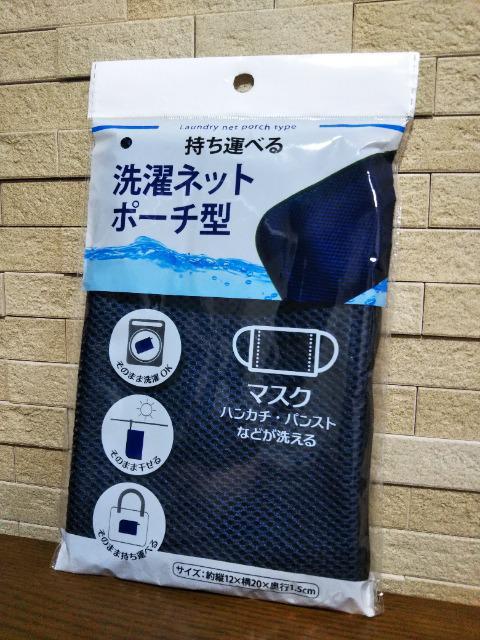 Laundry net porch type
持ち運べる
洗濯ネット
ポーチ型
そのまま洗濯OK
マスク
ハンカチ・パンスト
などが洗える
そのまま干せる
そのまま持ち運べる
サイズ：約縦12×横20×奥行1.5cm